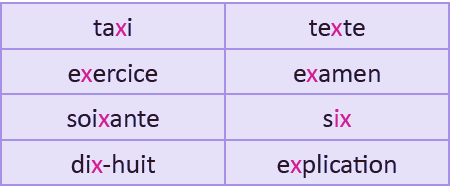 taxi texte
exercice examen
soixante six
dix-huit explication